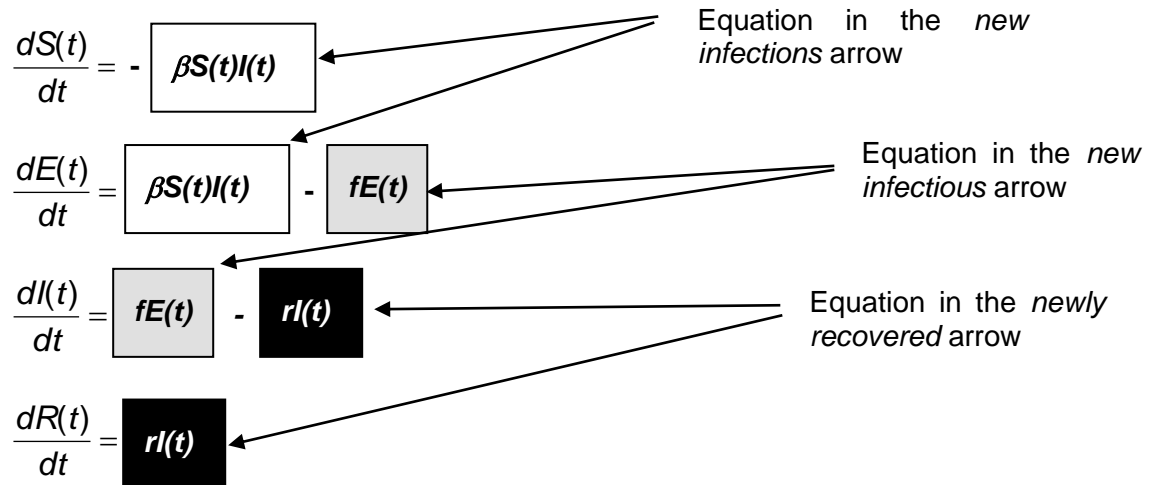 dS(t)/dt = - βS(t)I(t)
Equation in the new
infections arrow
dE(t)/dt = βS(t)I(t) - fE(t)
Equation in the new
infectious arrow
dI(t)/dt = fE(t) - rI(t)
Equation in the newly
recovered arrow
dR(t)/dt = rI(t)